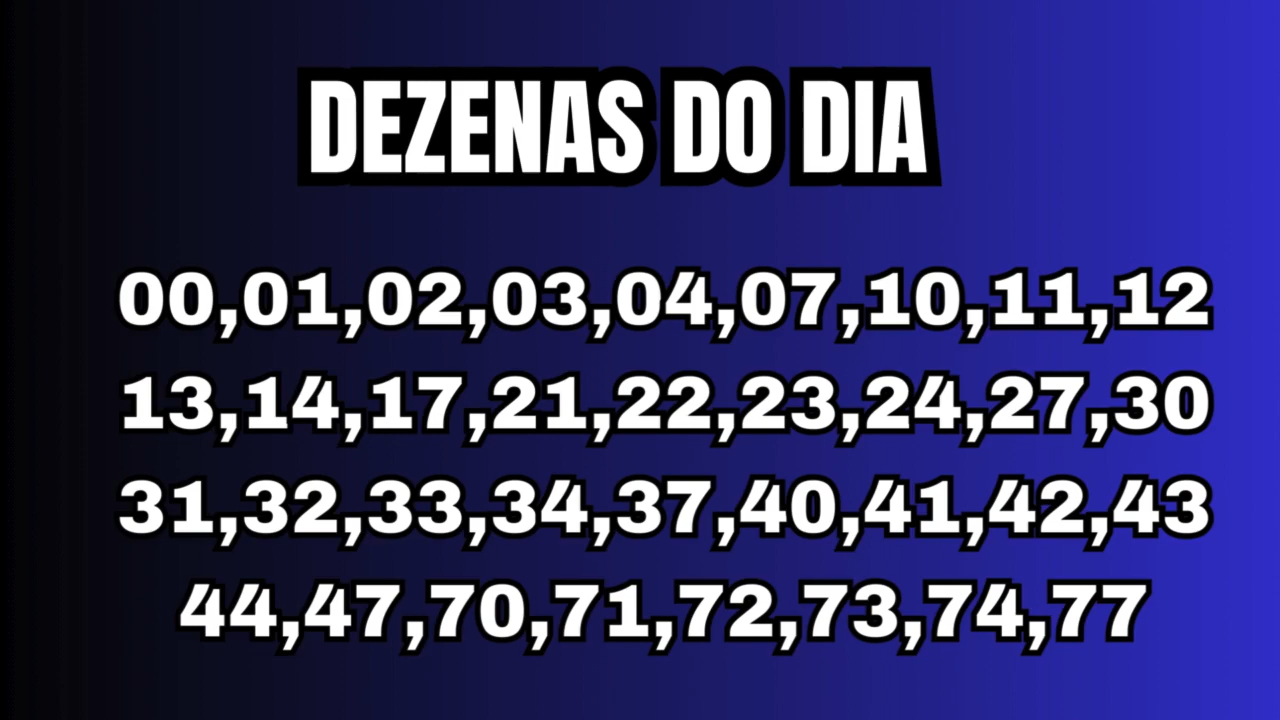 DEZENAS DO DIA
00,01,02,03,04,07,10,11,12
13,14,17,21,22,23,24,27,30
31,32,33,34,37,40,41,42,43
44,47,70,71,72,73,74,77